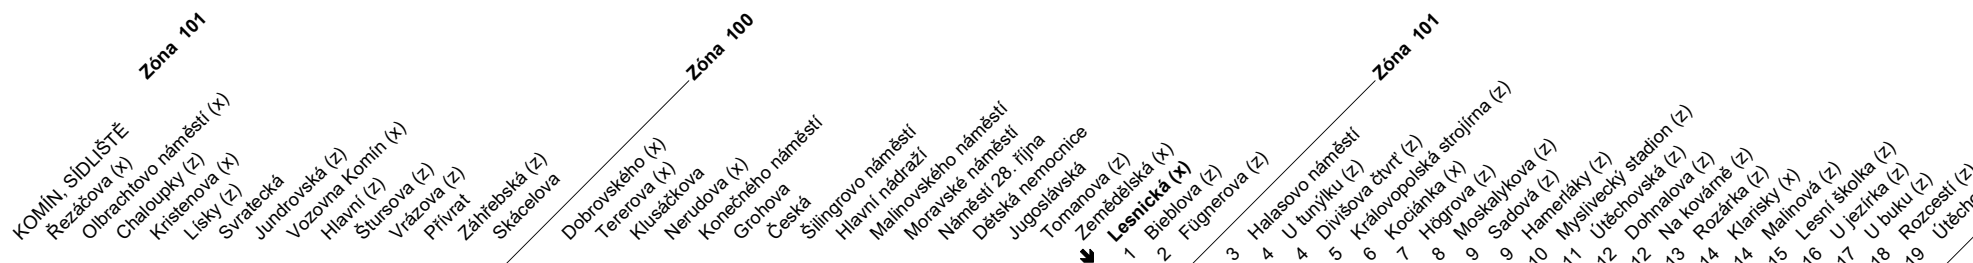 Zóna 101
KOMÍN, SÍDLIŠTĚ
Řezáčova (x)
Olbrachtovo náměstí (x)
Chaloupky (z)
Kristenova (x)
Lísky (z)
Svratecká
Jundrovská (z)
Vozovna Komín (x)
Hlavní (z)
Štursova (z)
Vrázova (z)
Přívrat
Záhřebská (z)
Skácelova
Zóna 100
Dobrovského (x)
Tererova (x)
Klusáčkova
Nerudova (x)
Konečného náměstí
Grohova
Česká
Šilingrovo náměstí
Hlavní nádraží
Malinovského náměstí
Moravské náměstí
Náměstí 28. října
Dětská nemocnice
Jugoslávská
Tomanova (z)
Zemědělská (x)
Lesnická (x)
1 Bieblova (z)
2 Fügnerova (z)
Zóna 101
3 Halasovo náměstí
4 U tunýlku (z)
4 Divišova čtvrť (z)
5 Královopolská strojírna (z)
6 Kociánka (x)
7 Högrova (z)
8 Moskalykova (z)
9 Sadová (z)
9 Hamerláky (z)
10 Myslivecký stadion (z)
11 Útěchovská (z)
12 Dohnalova (z)
12 Na kovárně (z)
13 Rozárka (z)
14 Klarisky (x)
14 Malinová (z)
15 Lesní školka (z)
16 U jezírka (z)
17 U buku (z)
18 Rozcestí (z)
19